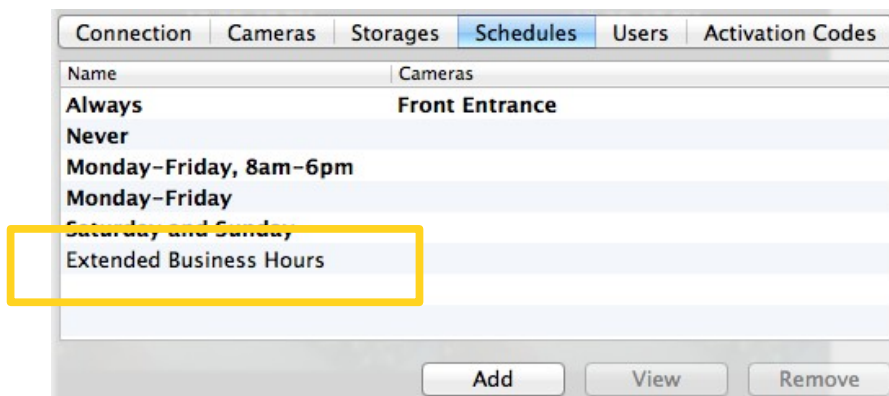 Connection Cameras Storages Schedules Users Activation Codes
Name Cameras
Always Front Entrance
Never
Monday-Friday, 8am-6pm
Monday-Friday
Saturday and Sunday
Extended Business Hours
Add View Remove